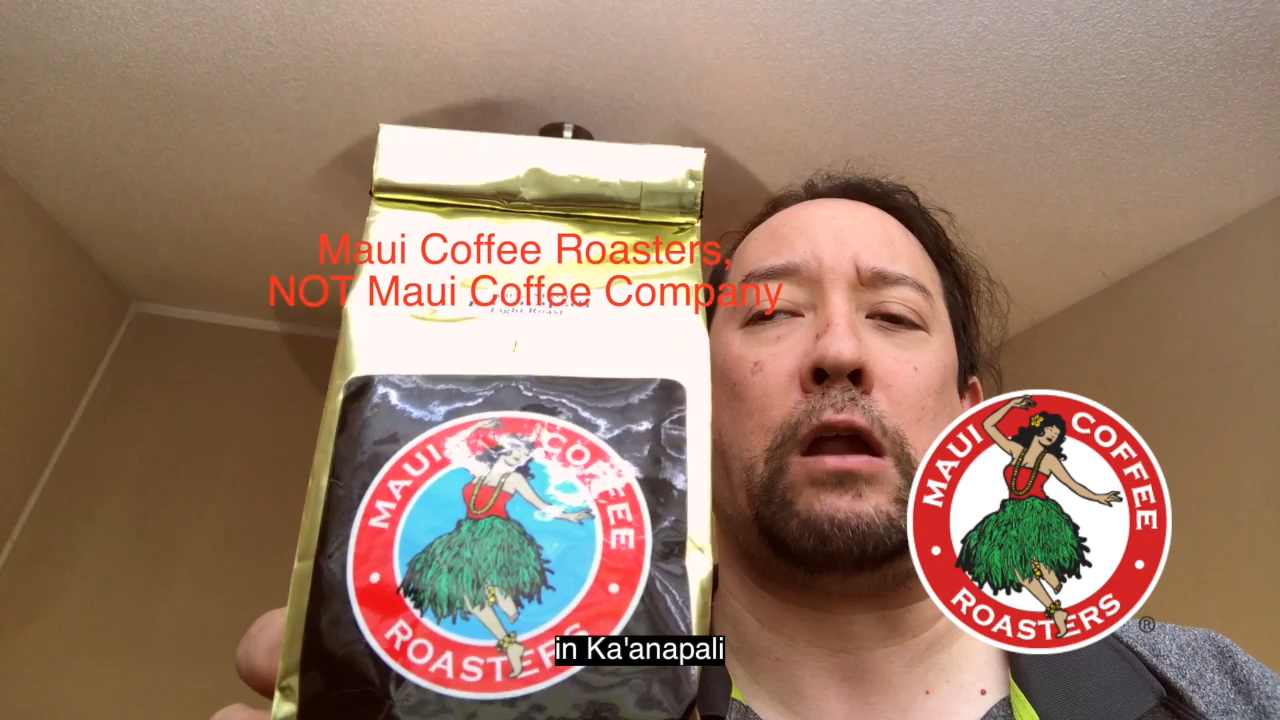 Maui Coffee Roasters,
NOT Maui Coffee Company
Light Roast
MAUI COFFEE
ROASTERS
MAUI COFFEE
ROASTERS
®
in Ka'anapali